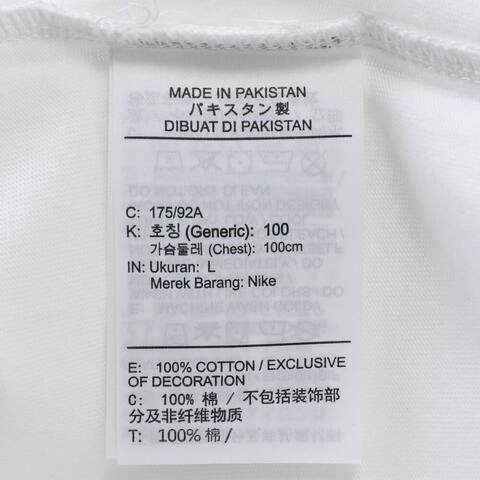 MADE IN PAKISTAN
パキスタン製
DIBUAT DI PAKISTAN
C: 175/92A
K: 호칭 (Generic): 100
가슴둘레 (Chest): 100cm
IN: Ukuran: L
Merek Barang: Nike
E: 100% COTTON / EXCLUSIVE
OF DECORATION
C: 100% 棉 / 不包括装饰部
分及非纤维物质
T: 100% 棉 /